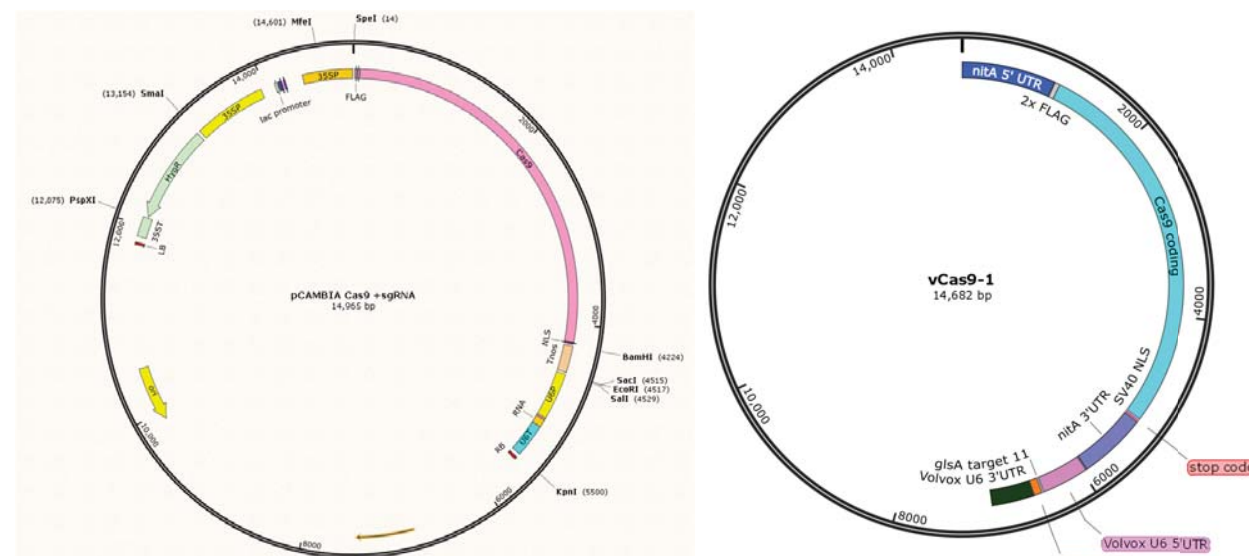 (14,601) MfeI
SpeI (14)
(13,154) SmaI
14,000
35SP
35SP
lac promoter
FLAG
2000
Cas9
HygR
(12,075) PspXI
12,000
35ST
LB
pCAMBIA Cas9 +sgRNA
14,965 bp
4000
NLS
Tnos
BamHI (4224)
SacI (4515)
EcoRI (4517)
SalI (4529)
U6P
RNA
U6T
RB
ori
10,000
KpnI (5500)
6000
8000
14,000
nitA 5' UTR
2x FLAG
2000
12,000
Cas9 coding
vCas9-1
14,682 bp
4000
10,000
SV40 NLS
nitA 3'UTR
glsA target 11
Volvox U6 3'UTR
stop cod
6000
8000
Volvox U6 5'UTR